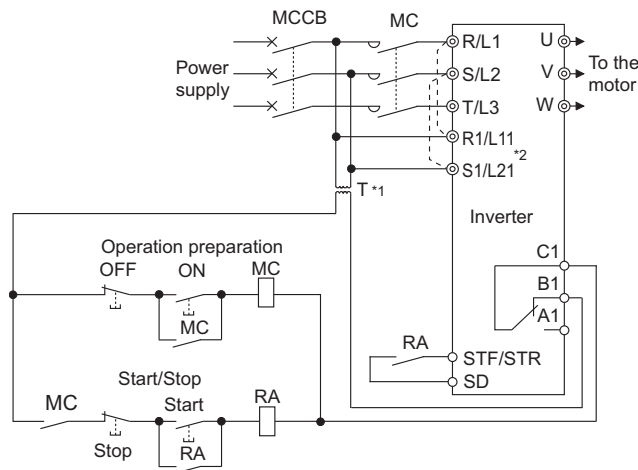 MCCB
MC
R/L1
U
Power
supply
S/L2
V
To the
motor
T/L3
W
R1/L11
*2
S1/L21
T *1
Inverter
Operation preparation
OFF
ON
MC
MC
C1
B1
A1
RA
STF/STR
SD
Start/Stop
MC
Start
RA
Stop
RA